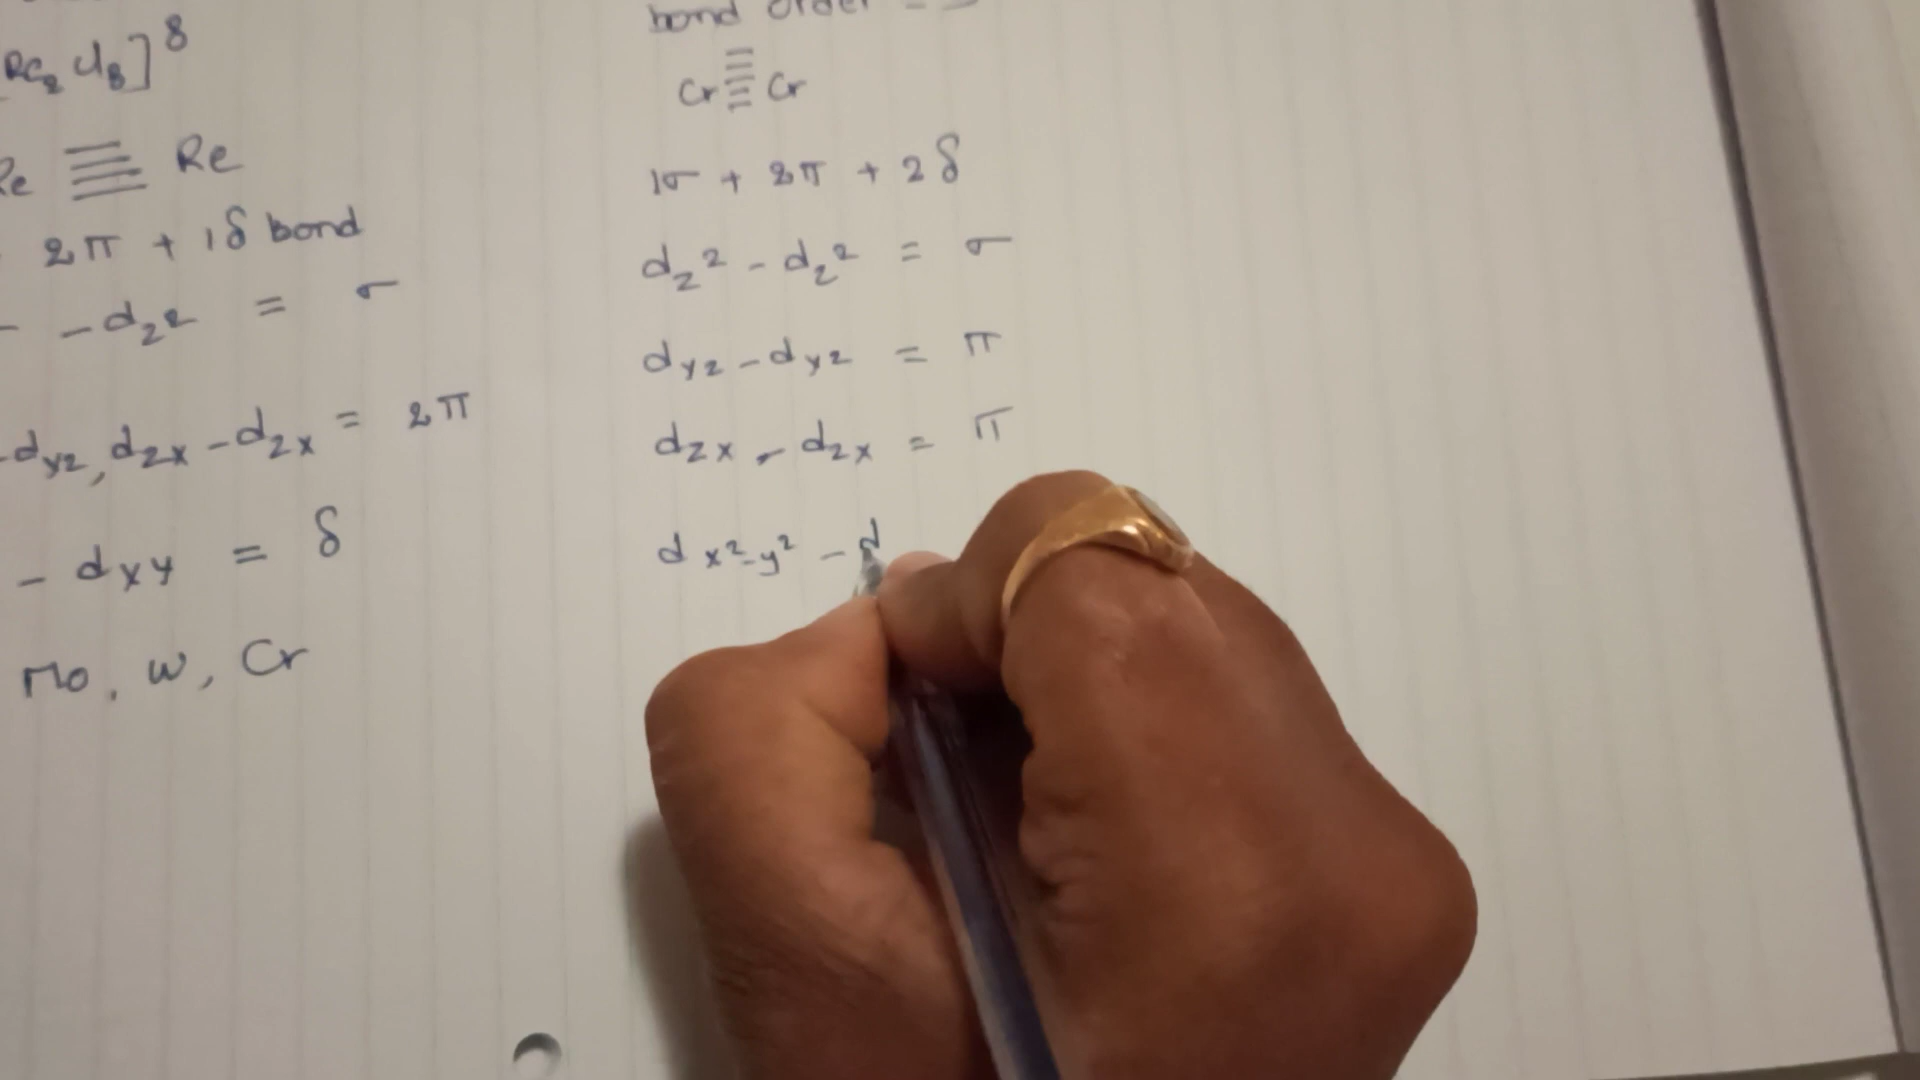 [Re₂Cl₈]⁸
Re ≣ Re
2π + 1δ bond
- dz² = σ
-dyz, dzx - dzx = 2π
- dxy = δ
Mo, W, Cr
bond order =
Cr ≣ Cr
1σ + 2π + 2δ
dz² - dz² = σ
dyz - dyz = π
dzx - dzx = π
dx²-y² - d